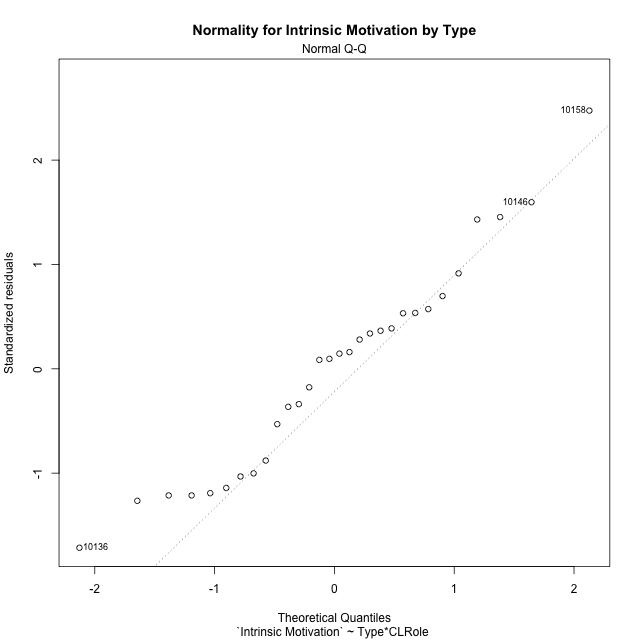 Normality for Intrinsic Motivation by Type
Normal Q-Q
10158
10146
10136
2
1
0
-1
Standardized residuals
-2
-1
0
1
2
Theoretical Quantiles
`Intrinsic Motivation` ~ Type*CLRole